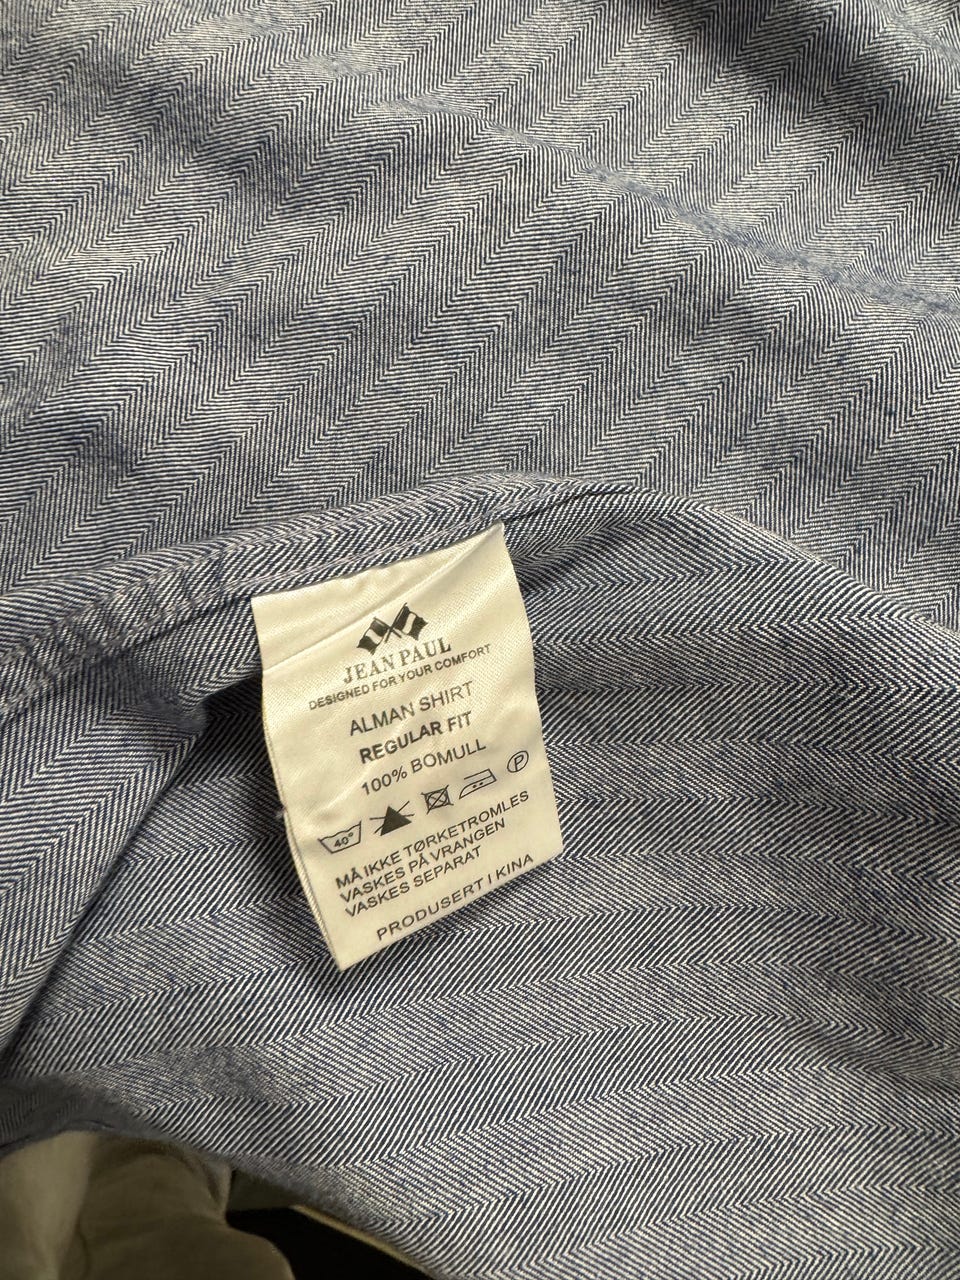 JEAN PAUL
DESIGNED FOR YOUR COMFORT
ALMAN SHIRT
REGULAR FIT
100% BOMULL
40° P
MÅ IKKE TØRKETROMLES
VASKES PÅ VRANGEN
VASKES SEPARAT
PRODUSERT I KINA